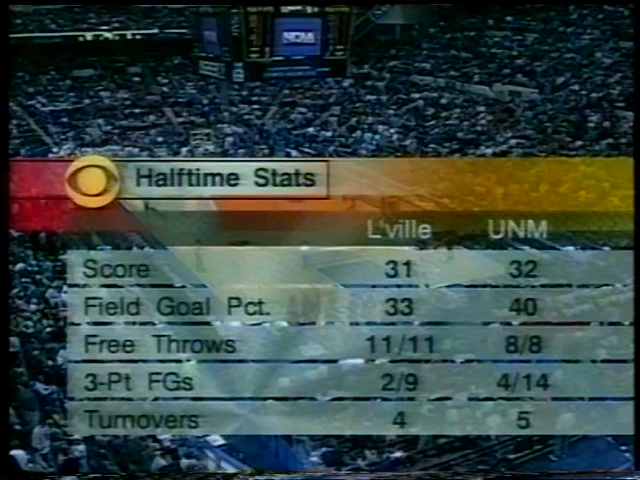 NCAA
Halftime Stats
L'ville UNM
Score 31 32
Field Goal Pct. 33 40
Free Throws 11/11 8/8
3-Pt FGs 2/9 4/14
Turnovers 4 5